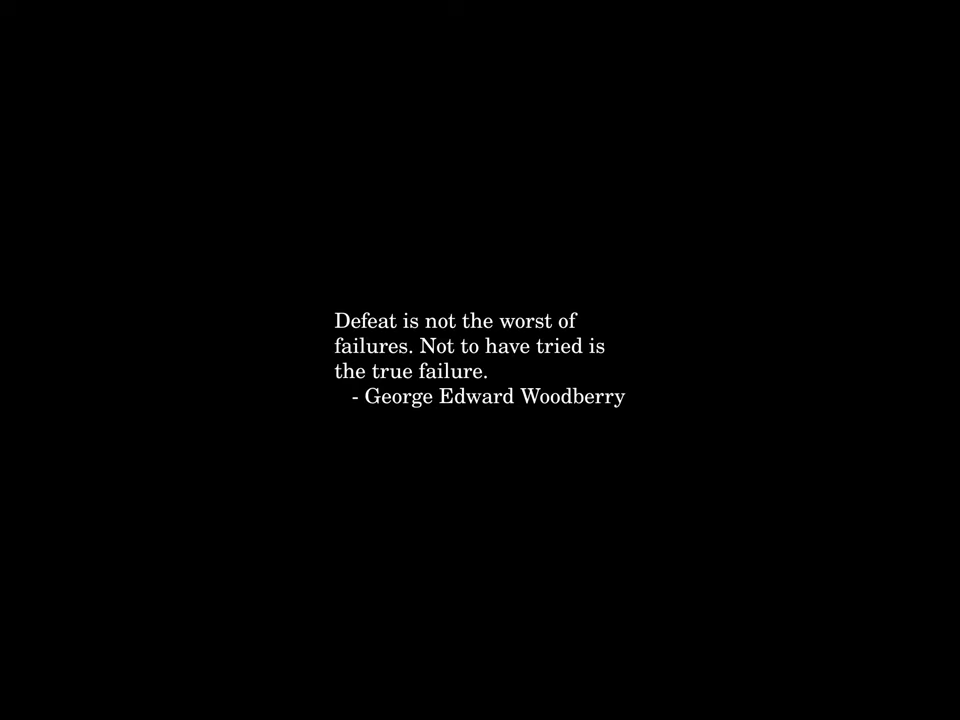 Defeat is not the worst of
failures. Not to have tried is
the true failure.
- George Edward Woodberry